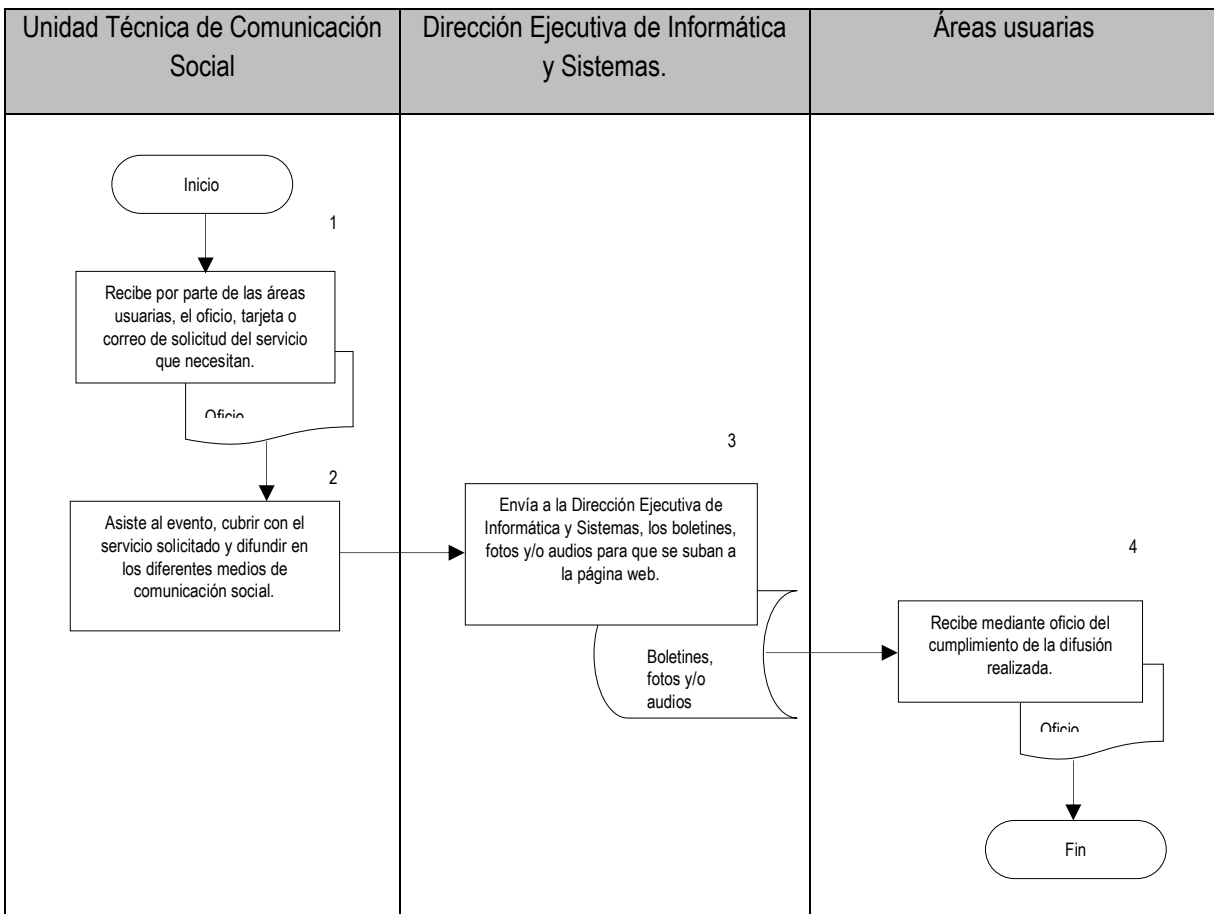 Unidad Técnica de Comunicación
Social
Dirección Ejecutiva de Informática
y Sistemas.
Áreas usuarias
Inicio
1
Recibe por parte de las áreas
usuarias, el oficio, tarjeta o
correo de solicitud del servicio
que necesitan.
Oficio
2
Asiste al evento, cubrir con el
servicio solicitado y difundir en
los diferentes medios de
comunicación social.
3
Envía a la Dirección Ejecutiva de
Informática y Sistemas, los boletines,
fotos y/o audios para que se suban a
la página web.
Boletines,
fotos y/o
audios
4
Recibe mediante oficio del
cumplimiento de la difusión
realizada.
Oficio
Fin